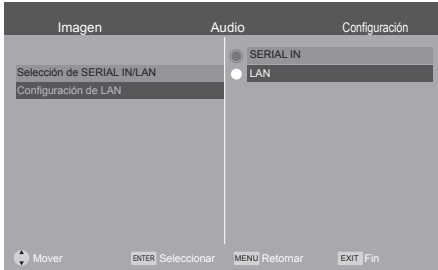 Imagen Audio Configuración
SERIAL IN
Selección de SERIAL IN/LAN
LAN
Configuración de LAN
Mover ENTER Seleccionar MENU Retornar EXIT Fin